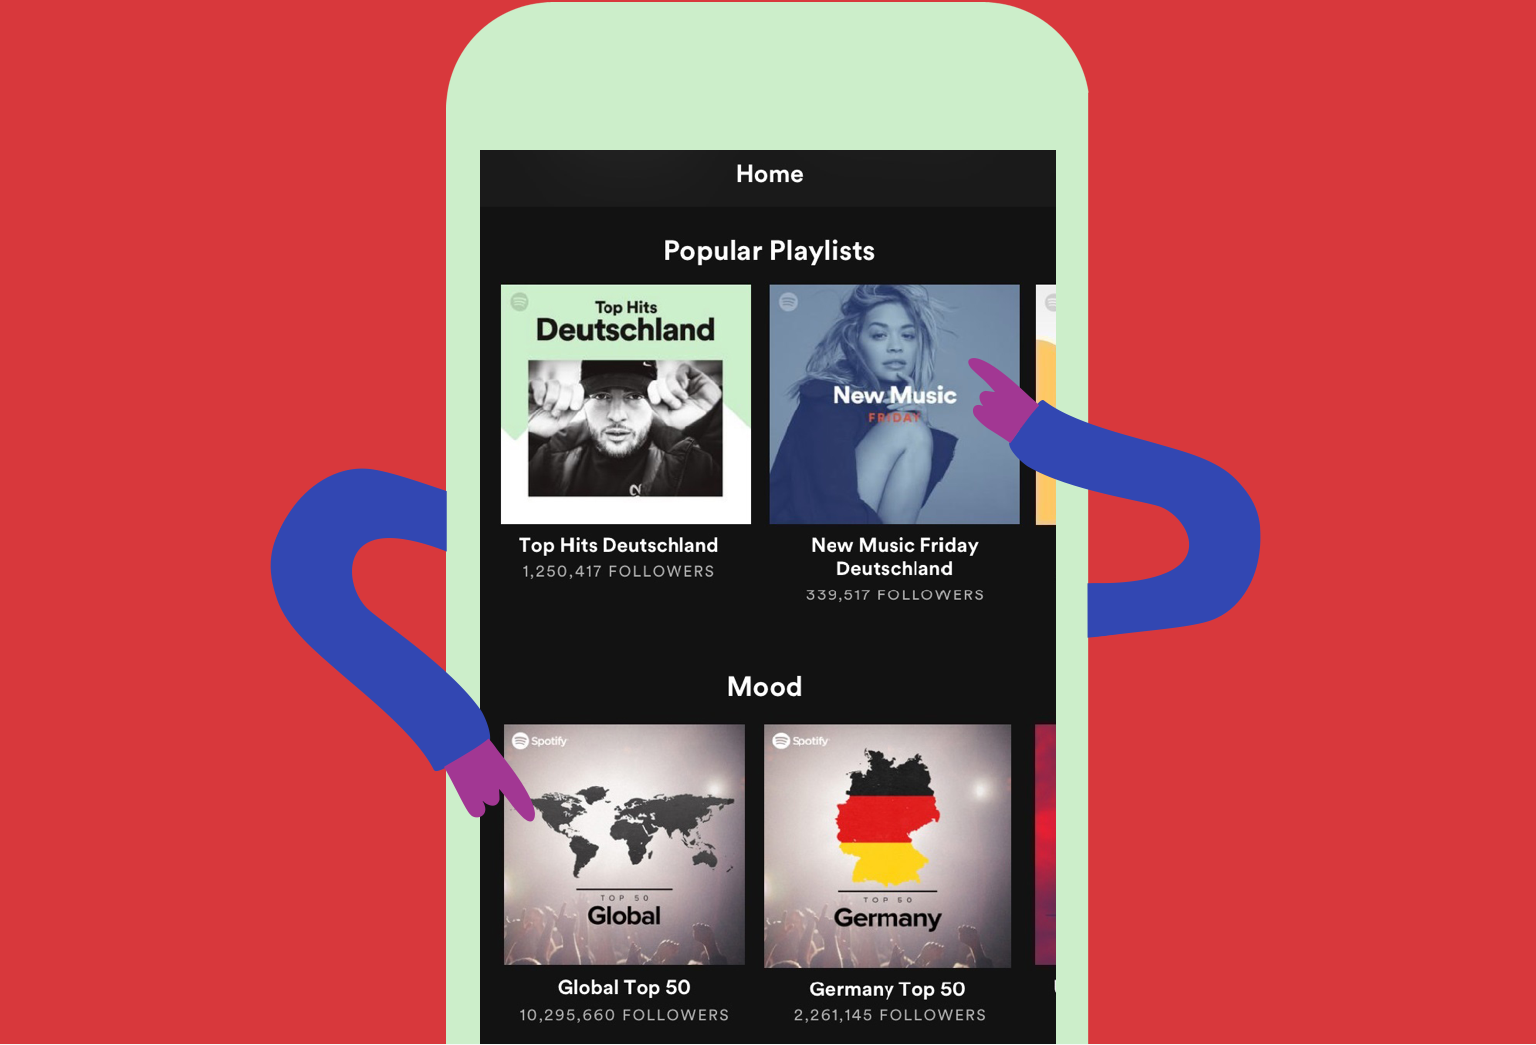 Home
Popular Playlists
Top Hits
Deutschland
New Music
FRIDAY
Top Hits Deutschland
1,250,417 FOLLOWERS
New Music Friday
Deutschland
339,517 FOLLOWERS
Mood
Spotify
TOP 50
Global
Spotify
TOP 50
Germany
Global Top 50
10,295,660 FOLLOWERS
Germany Top 50
2,261,145 FOLLOWERS